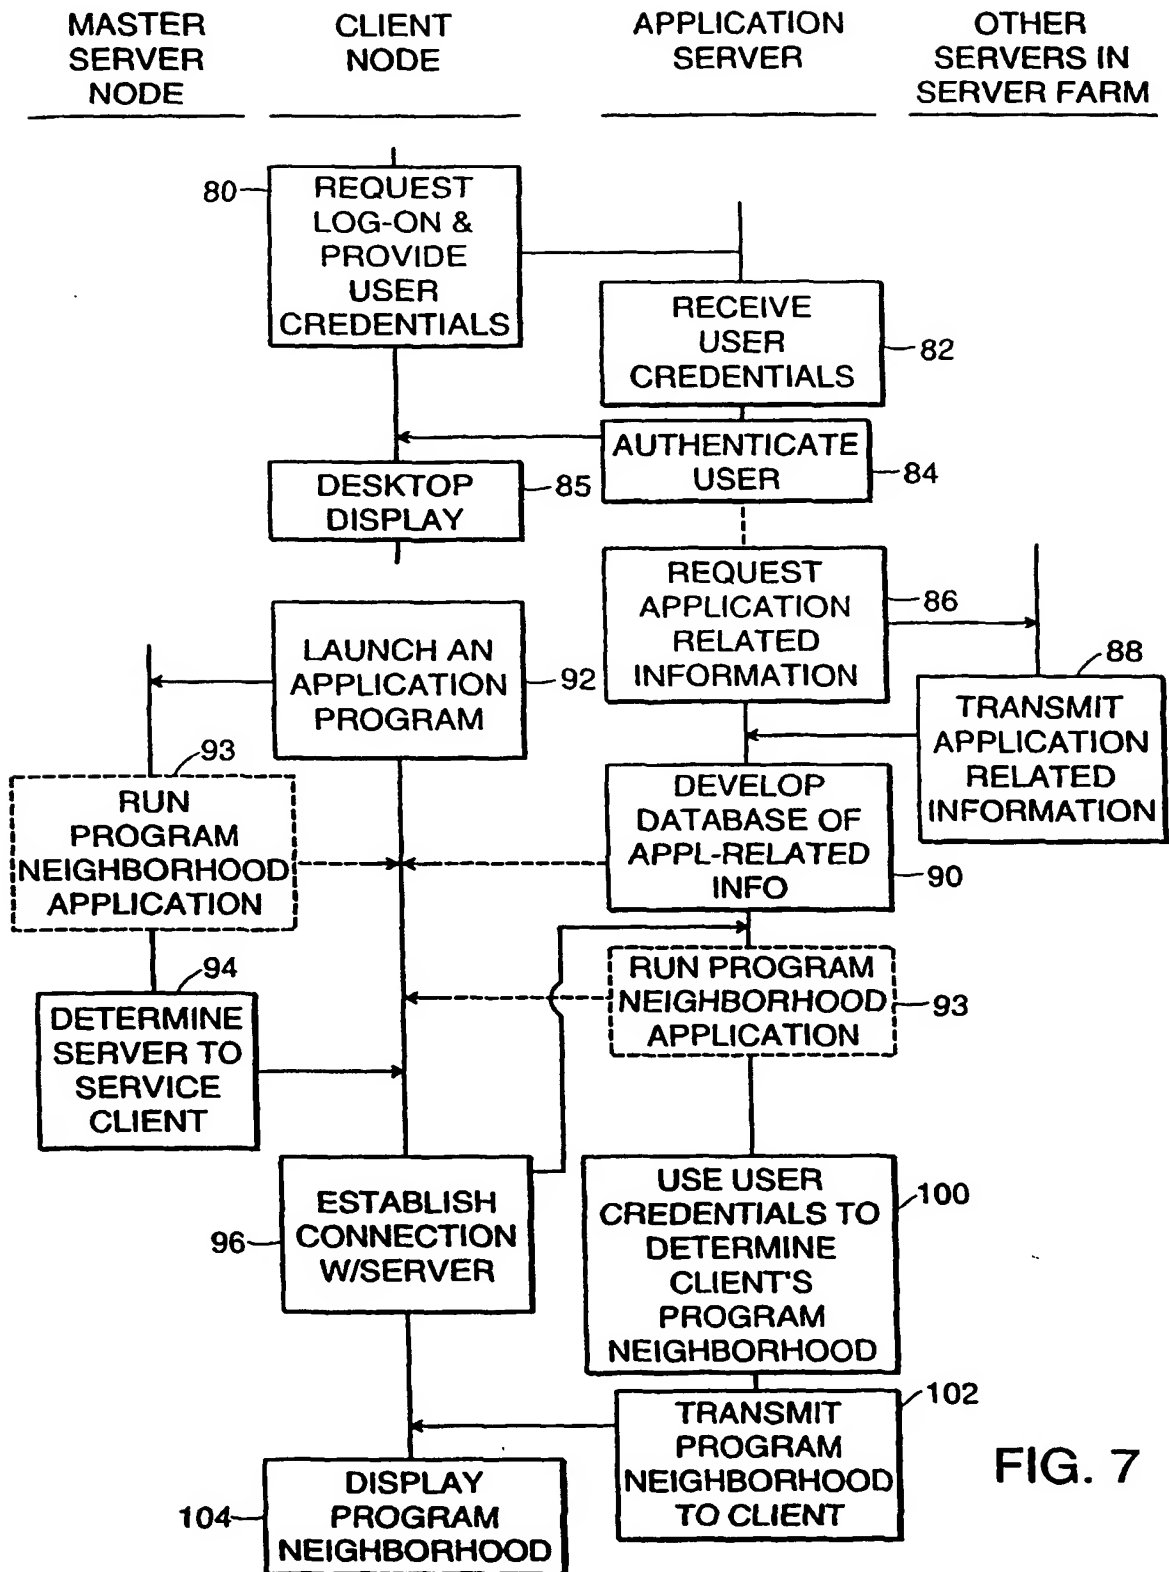 MASTER
SERVER
NODE
CLIENT
NODE
APPLICATION
SERVER
OTHER
SERVERS IN
SERVER FARM
80
REQUEST
LOG-ON &
PROVIDE
USER
CREDENTIALS
RECEIVE
USER
CREDENTIALS
82
AUTHENTICATE
USER
84
DESKTOP
DISPLAY
85
REQUEST
APPLICATION
RELATED
INFORMATION
86
88
TRANSMIT
APPLICATION
RELATED
INFORMATION
LAUNCH AN
APPLICATION
PROGRAM
92
93
RUN
PROGRAM
NEIGHBORHOOD
APPLICATION
DEVELOP
DATABASE OF
APPL-RELATED
INFO
90
RUN PROGRAM
NEIGHBORHOOD
APPLICATION
93
94
DETERMINE
SERVER TO
SERVICE
CLIENT
96
ESTABLISH
CONNECTION
W/SERVER
USE USER
CREDENTIALS TO
DETERMINE
CLIENT'S
PROGRAM
NEIGHBORHOOD
100
TRANSMIT
PROGRAM
NEIGHBORHOOD
TO CLIENT
102
104
DISPLAY
PROGRAM
NEIGHBORHOOD
FIG. 7